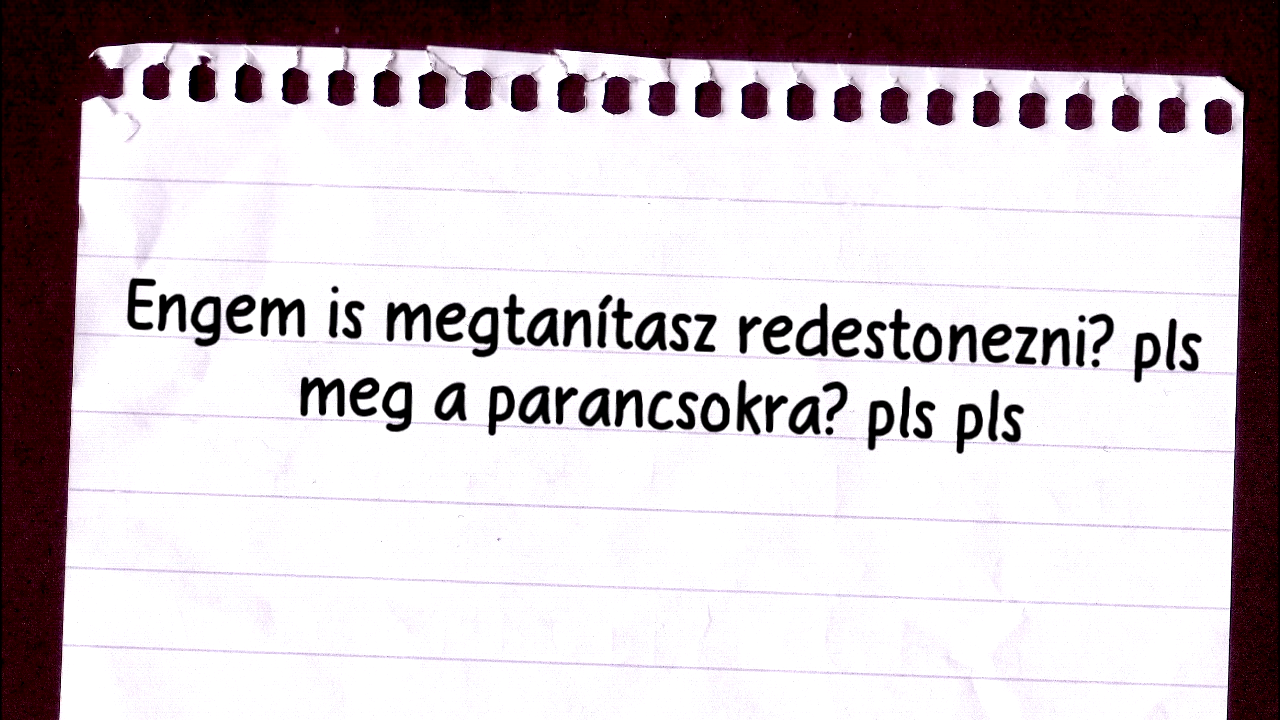 Engem is megtanítasz redestonezni? pls
meg a parancsokra? pls pls